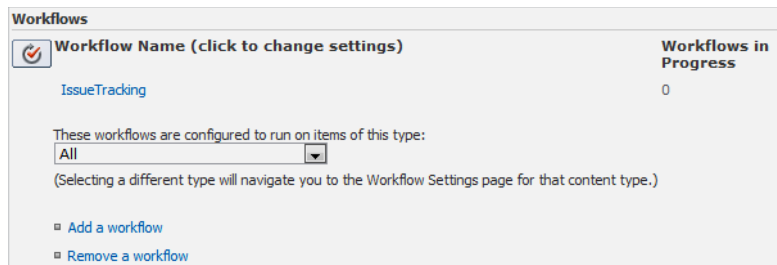 Workflows
Workflow Name (click to change settings) Workflows in
Progress
IssueTracking 0
These workflows are configured to run on items of this type:
All
(Selecting a different type will navigate you to the Workflow Settings page for that content type.)
Add a workflow
Remove a workflow